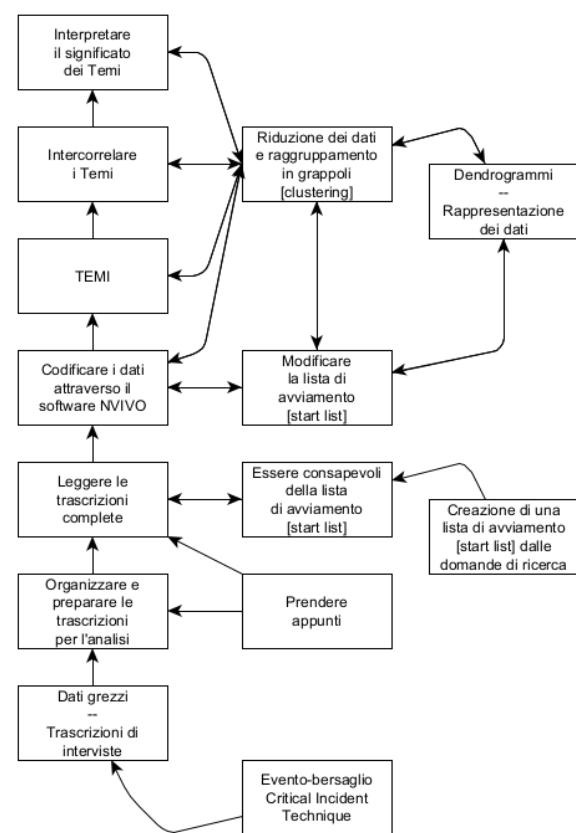 Interpretare
il significato
dei Temi
Intercorrelare
i Temi
Riduzione dei dati
e raggruppamento
in grappoli
[clustering]
Dendrogrammi
--
Rappresentazione
dei dati
TEMI
Codificare i dati
attraverso il
software NVIVO
Modificare
la lista di
avviamento
[start list]
Leggere le
trascrizioni
complete
Essere consapevoli
della lista
di avviamento
[start list]
Creazione di una
lista di avviamento
[start list] dalle
domande di ricerca
Organizzare e
preparare le
trascrizioni
per l'analisi
Prendere
appunti
Dati grezzi
--
Trascrizioni di
interviste
Evento-bersaglio
Critical Incident
Technique